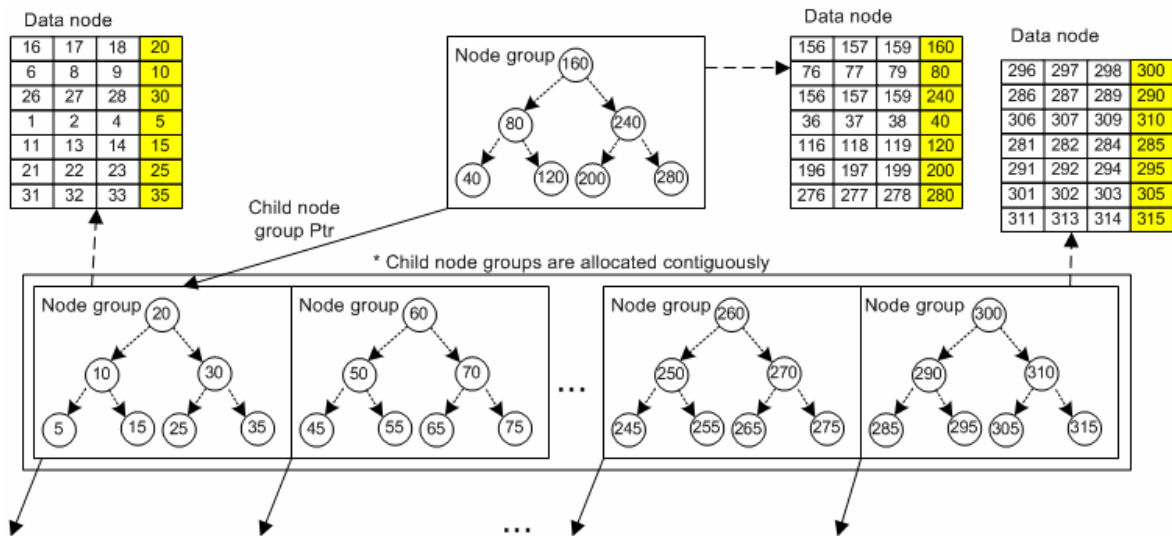 Data node
16 17 18 20
6 8 9 10
26 27 28 30
1 2 4 5
11 13 14 15
21 22 23 25
31 32 33 35
Node group
160
80 240
40 120 200 280
Data node
156 157 159 160
76 77 79 80
156 157 159 240
36 37 38 40
116 118 119 120
196 197 199 200
276 277 278 280
Data node
296 297 298 300
286 287 289 290
306 307 309 310
281 282 284 285
291 292 294 295
301 302 303 305
311 313 314 315
Child node
group Ptr
* Child node groups are allocated contiguously
Node group
20
10 30
5 15 25 35
Node group
60
50 70
45 55 65 75
...
Node group
260
250 270
245 255 265 275
Node group
300
290 310
285 295 305 315
...